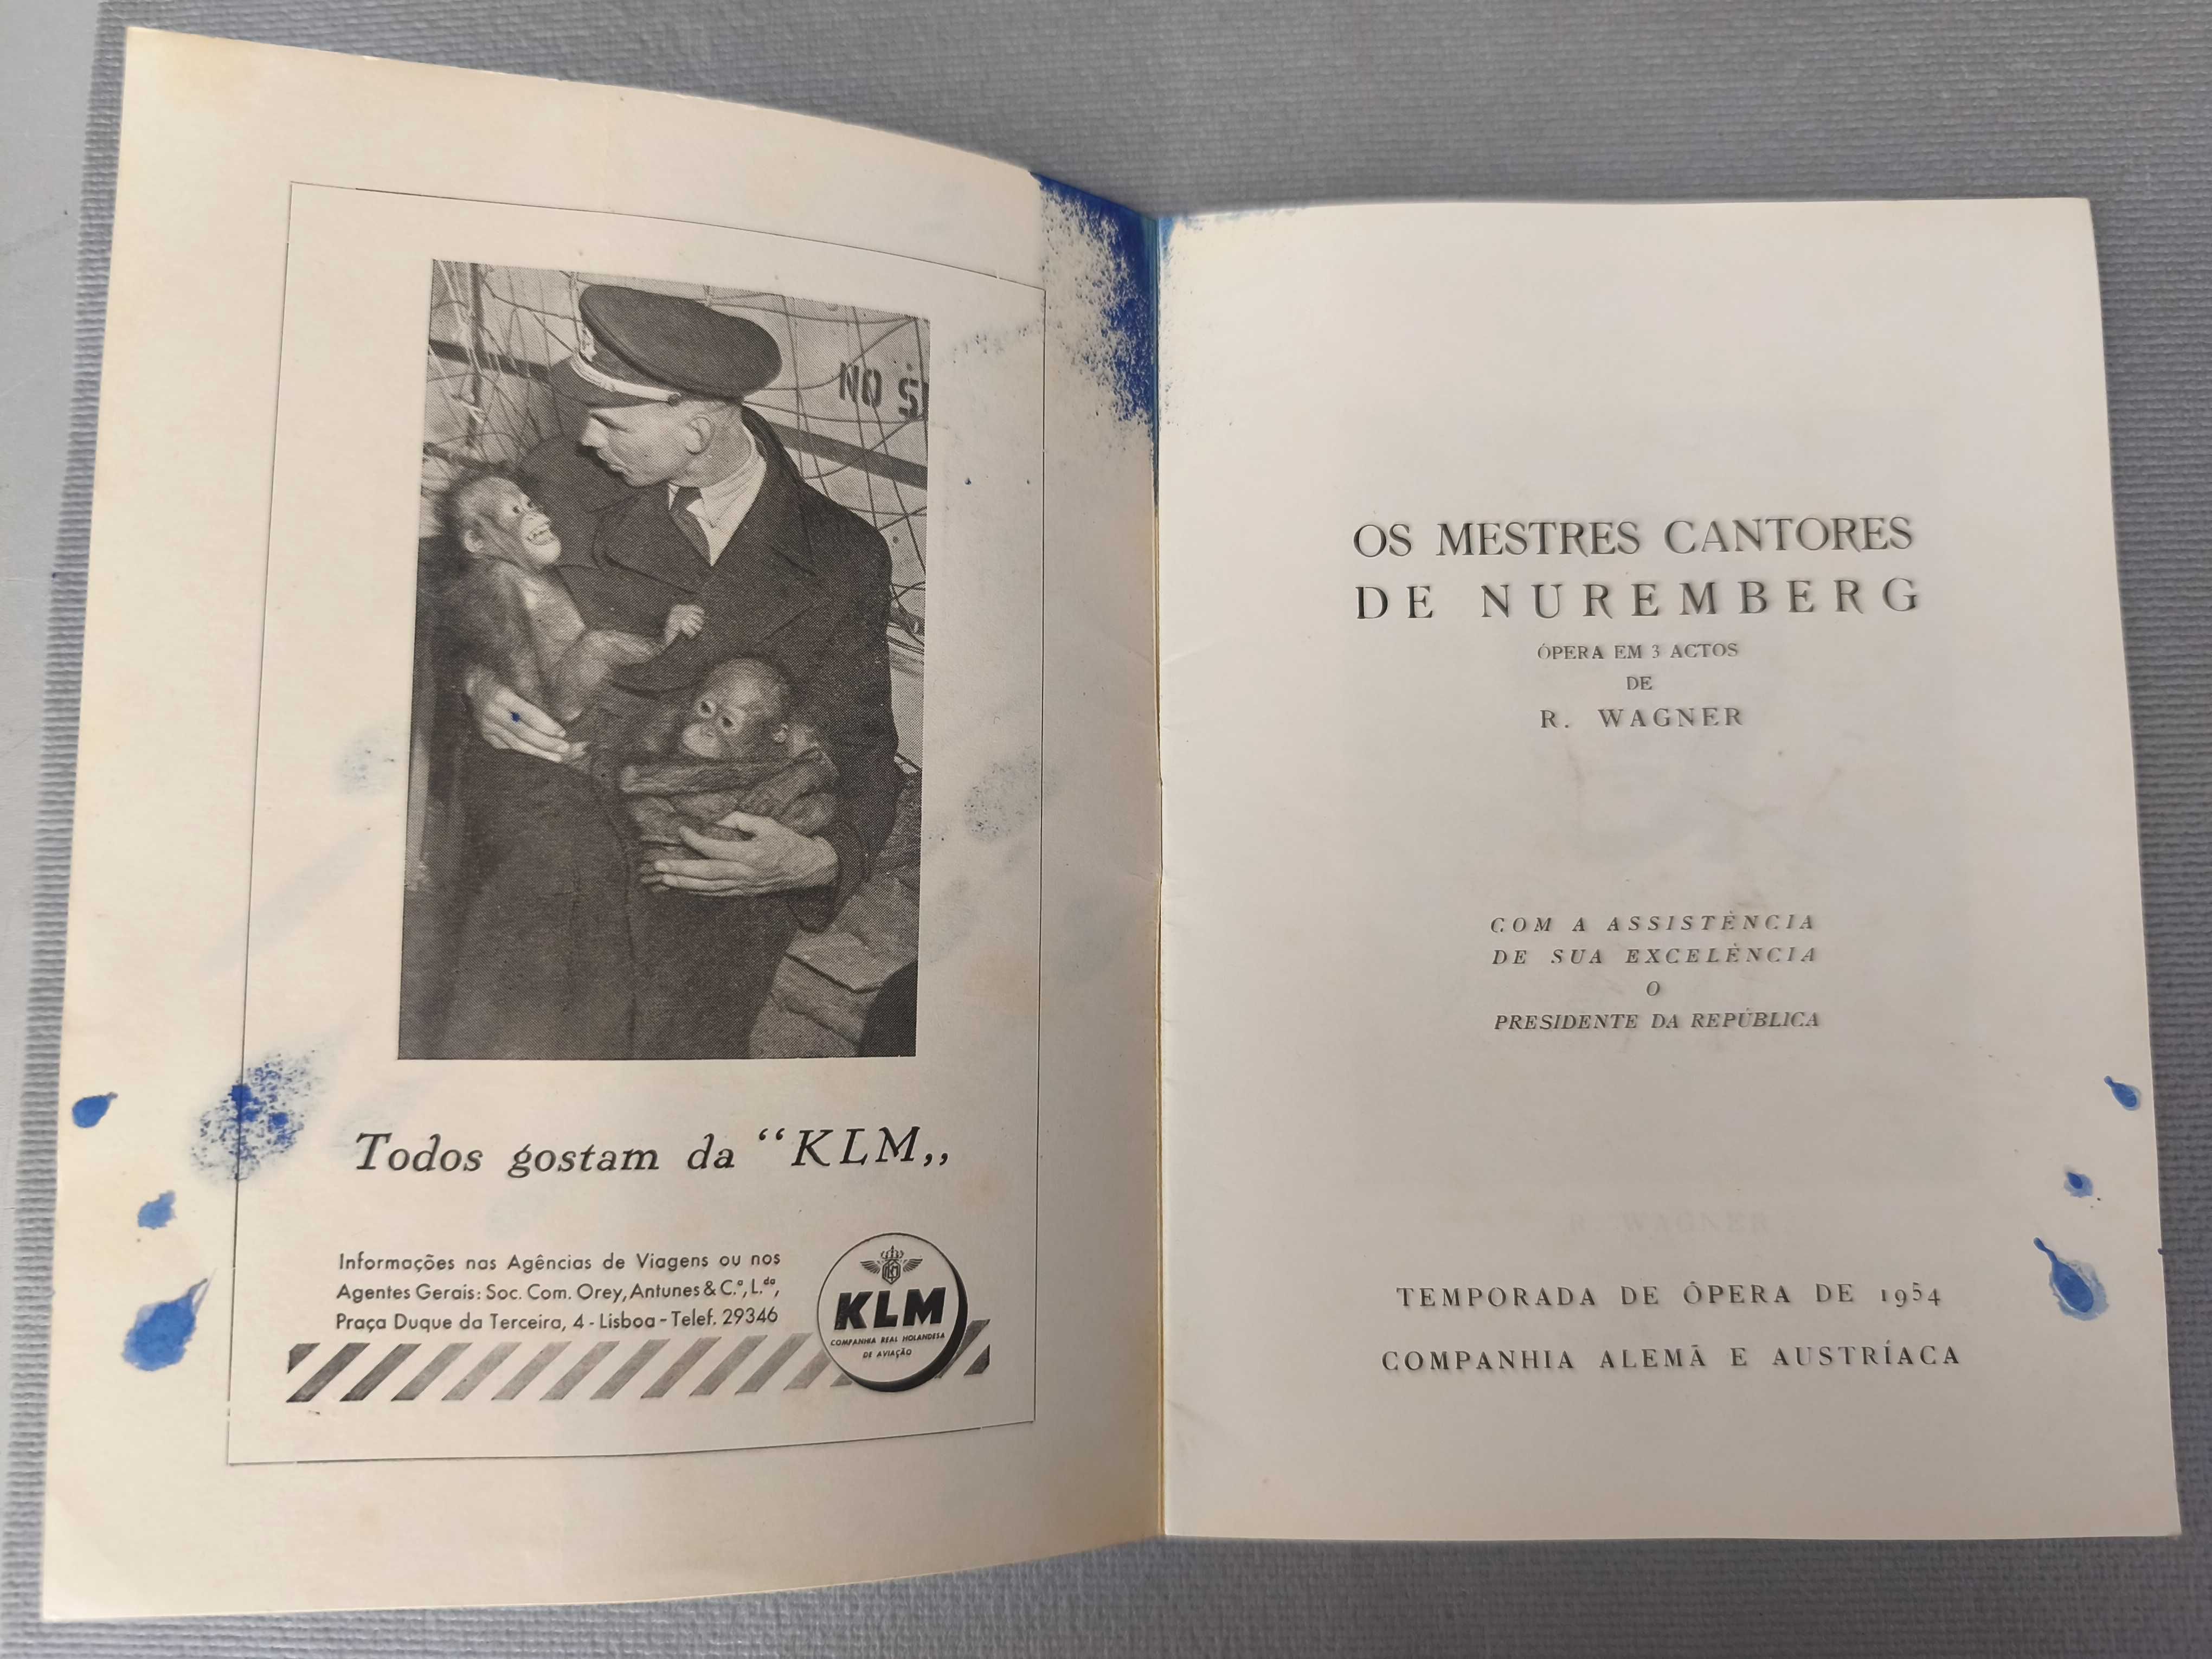 NO S
Todos gostam da “KLM„
Informações nas Agências de Viagens ou nos
Agentes Gerais: Soc. Com. Orey, Antunes & C.ª, L.da,
Praça Duque da Terceira, 4 - Lisboa - Telef. 29346
KLM
COMPANHIA REAL HOLANDESA
DE AVIAÇÃO
OS MESTRES CANTORES
DE NUREMBERG
ÓPERA EM 3 ACTOS
DE
R. WAGNER
COM A ASSISTÊNCIA
DE SUA EXCELÊNCIA
O
PRESIDENTE DA REPÚBLICA
R. WAGNER
TEMPORADA DE ÓPERA DE 1954
COMPANHIA ALEMÃ E AUSTRÍACA